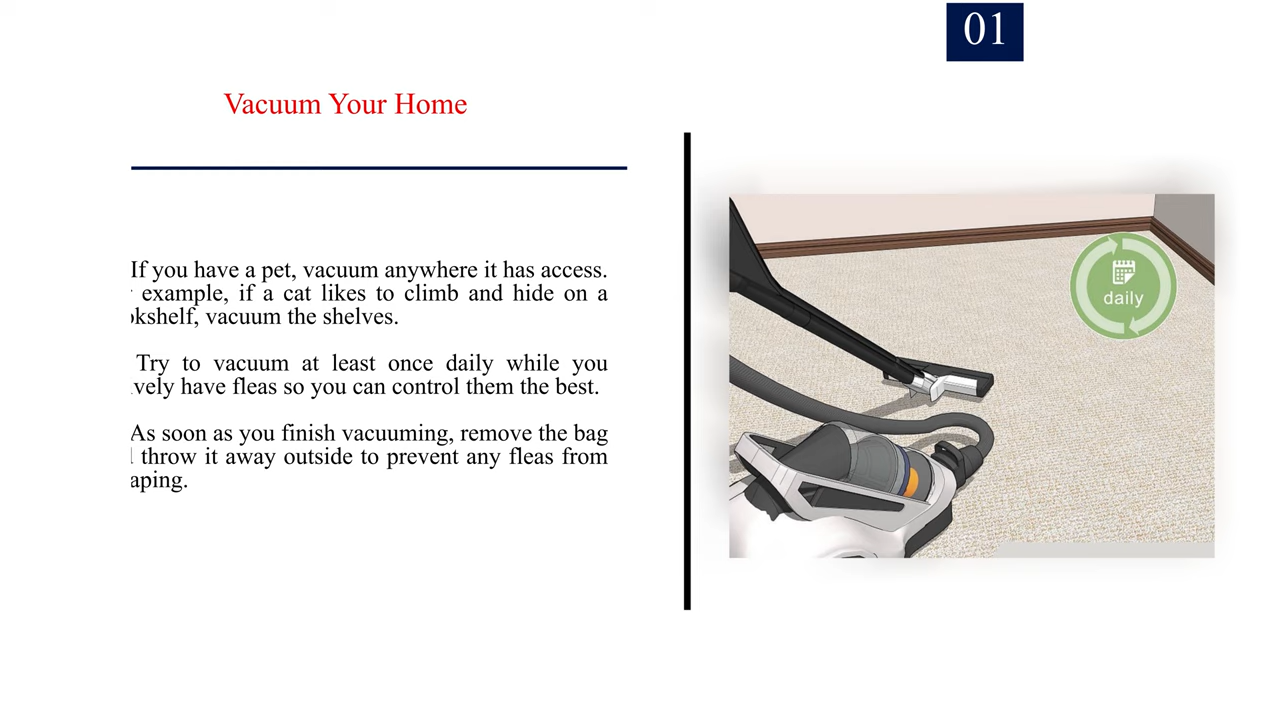 01
Vacuum Your Home
If you have a pet, vacuum anywhere it has access.
example, if a cat likes to climb and hide on a
vacuum the shelves.
Try to vacuum at least once daily while you
have fleas so you can control them the best.
As soon as you finish vacuuming, remove the bag
throw it away outside to prevent any fleas from
daily